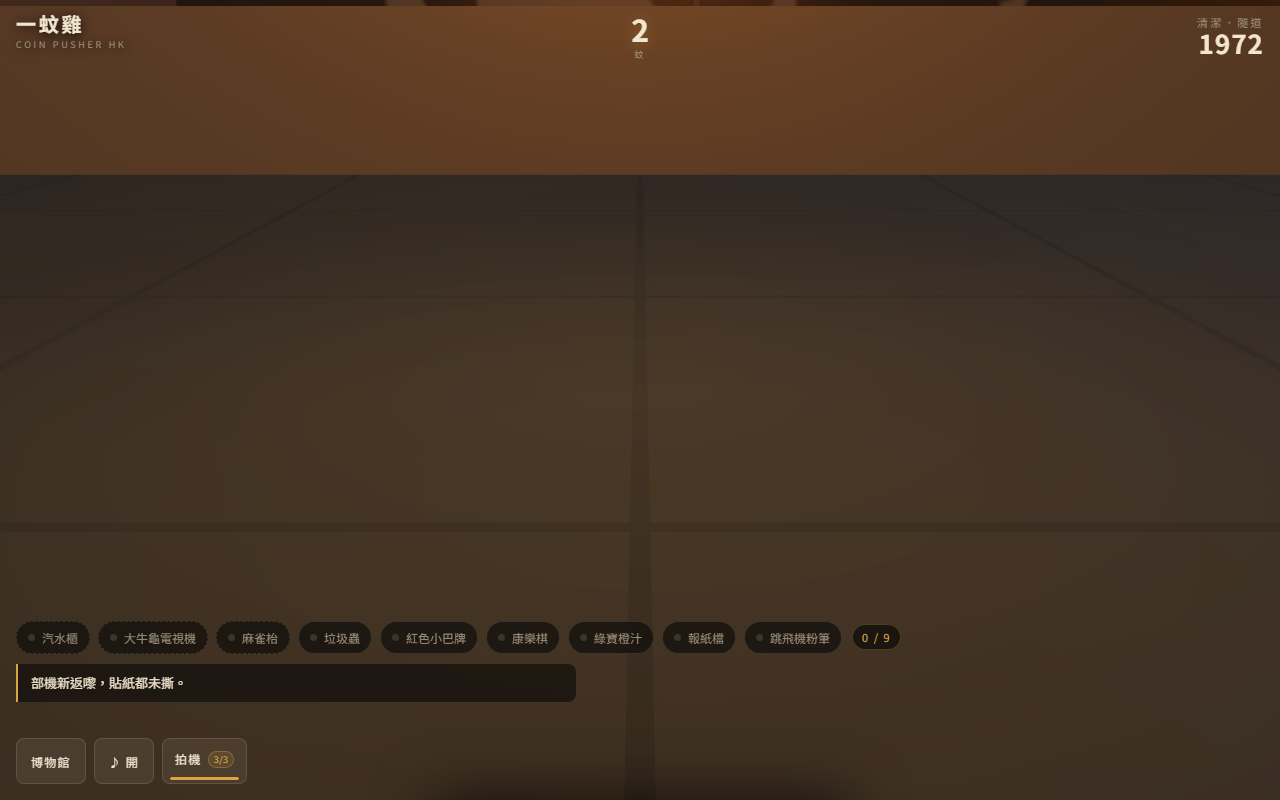 一蚊雞
COIN PUSHER HK
2
蚊
清潔·隧道
1972
汽水櫃
大牛龜電視機
麻雀枱
垃圾蟲
紅色小巴牌
康樂棋
綠寶橙汁
報紙檔
跳飛機粉筆
0 / 9
部機新返嚟，貼紙都未撕。
博物館
♪ 開
拍機 3/3